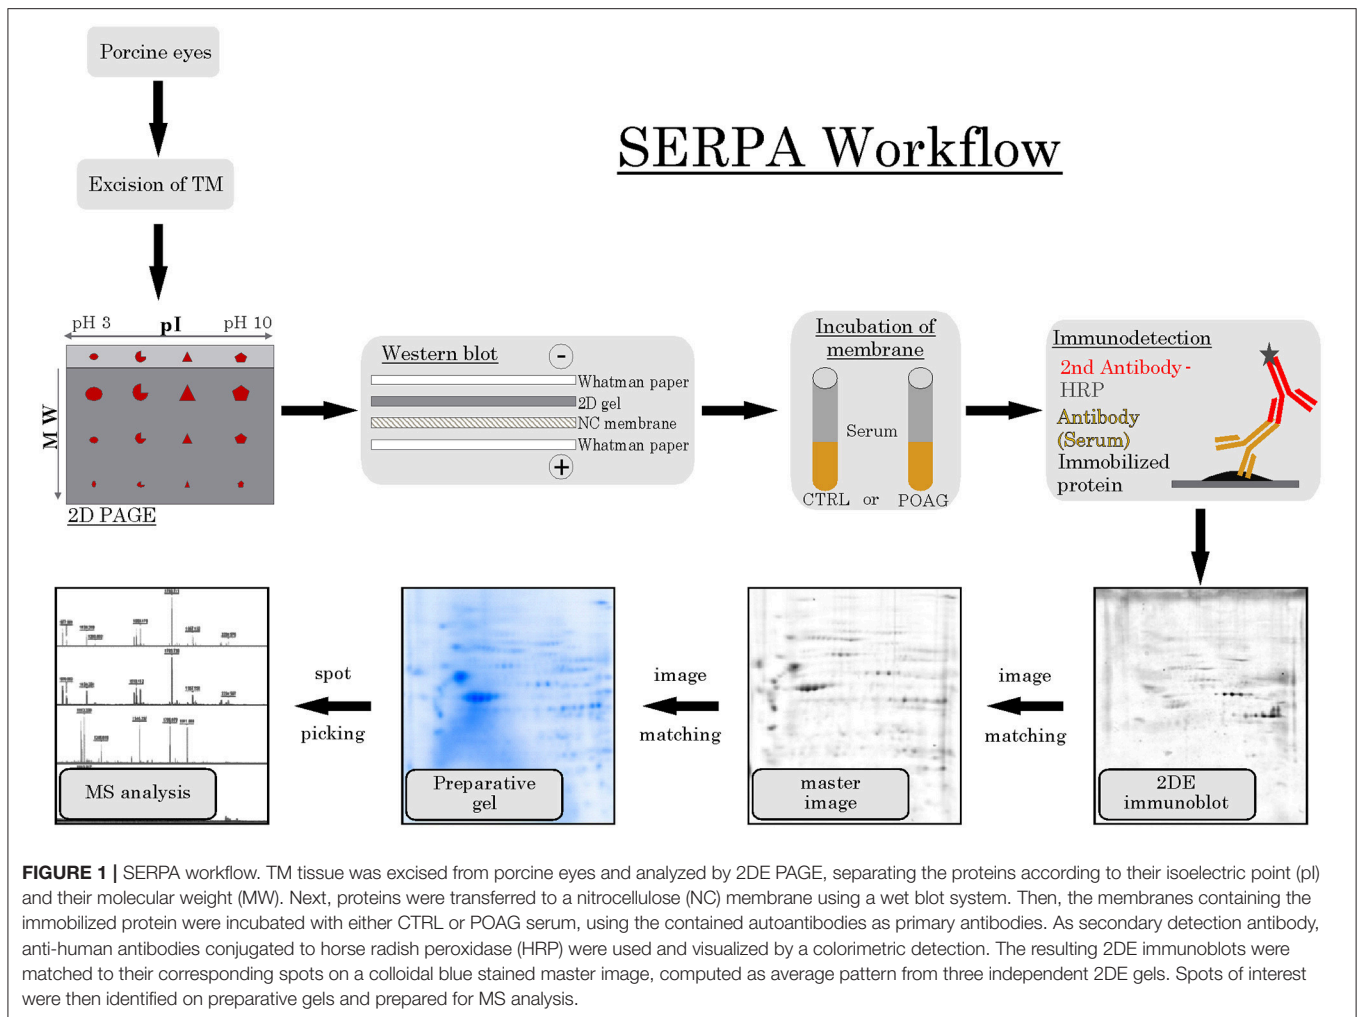 Porcine eyes
SERPA Workflow
Excision of TM
pH 3
pI
pH 10
MW
2D PAGE
Western blot
-
Whatman paper
2D gel
NC membrane
Whatman paper
+
Incubation of
membrane
Serum
CTRL or POAG
Immunodetection
2nd Antibody -
HRP
Antibody
(Serum)
Immobilized
protein
MS analysis
spot
picking
Preparative
gel
image
matching
master
image
image
matching
2DE
immunoblot
FIGURE 1 | SERPA workflow. TM tissue was excised from porcine eyes and analyzed by 2DE PAGE, separating the proteins according to their isoelectric point (pI)
and their molecular weight (MW). Next, proteins were transferred to a nitrocellulose (NC) membrane using a wet blot system. Then, the membranes containing the
immobilized protein were incubated with either CTRL or POAG serum, using the contained autoantibodies as primary antibodies. As secondary detection antibody,
anti-human antibodies conjugated to horse radish peroxidase (HRP) were used and visualized by a colorimetric detection. The resulting 2DE immunoblots were
matched to their corresponding spots on a colloidal blue stained master image, computed as average pattern from three independent 2DE gels. Spots of interest
were then identified on preparative gels and prepared for MS analysis.